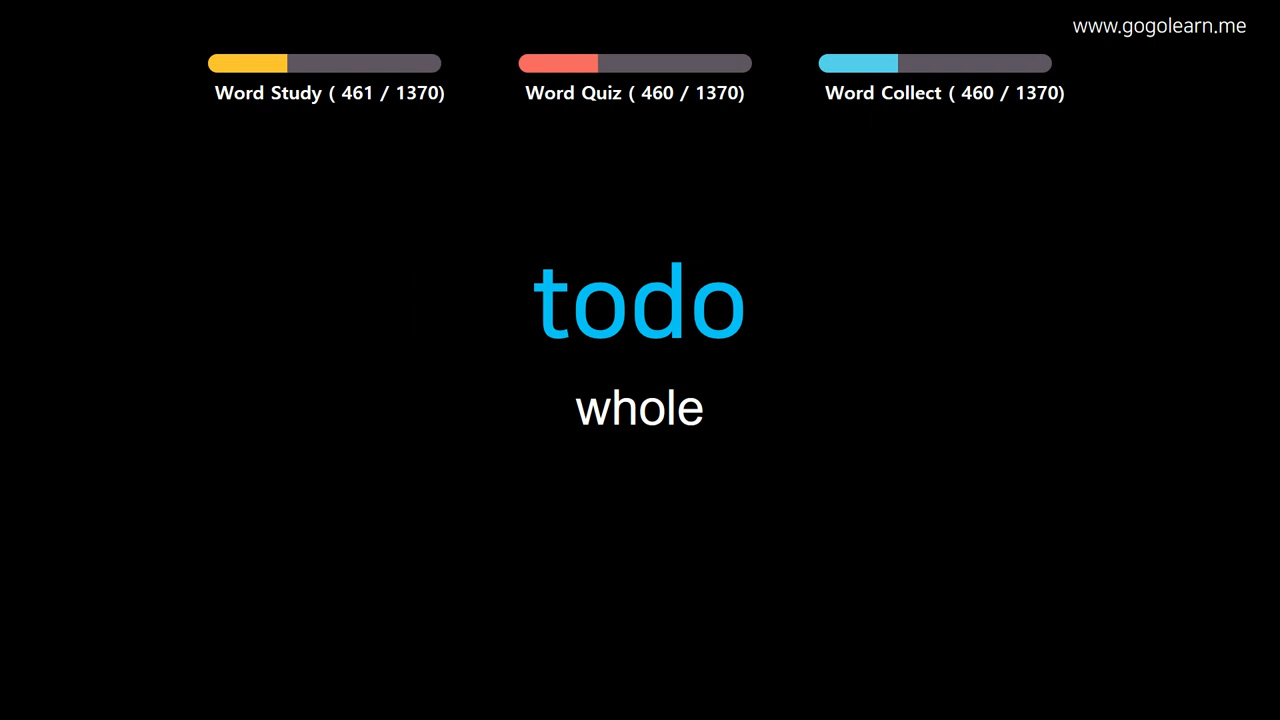 www.gogolearn.me
Word Study ( 461 / 1370)
Word Quiz ( 460 / 1370)
Word Collect ( 460 / 1370)
todo
whole